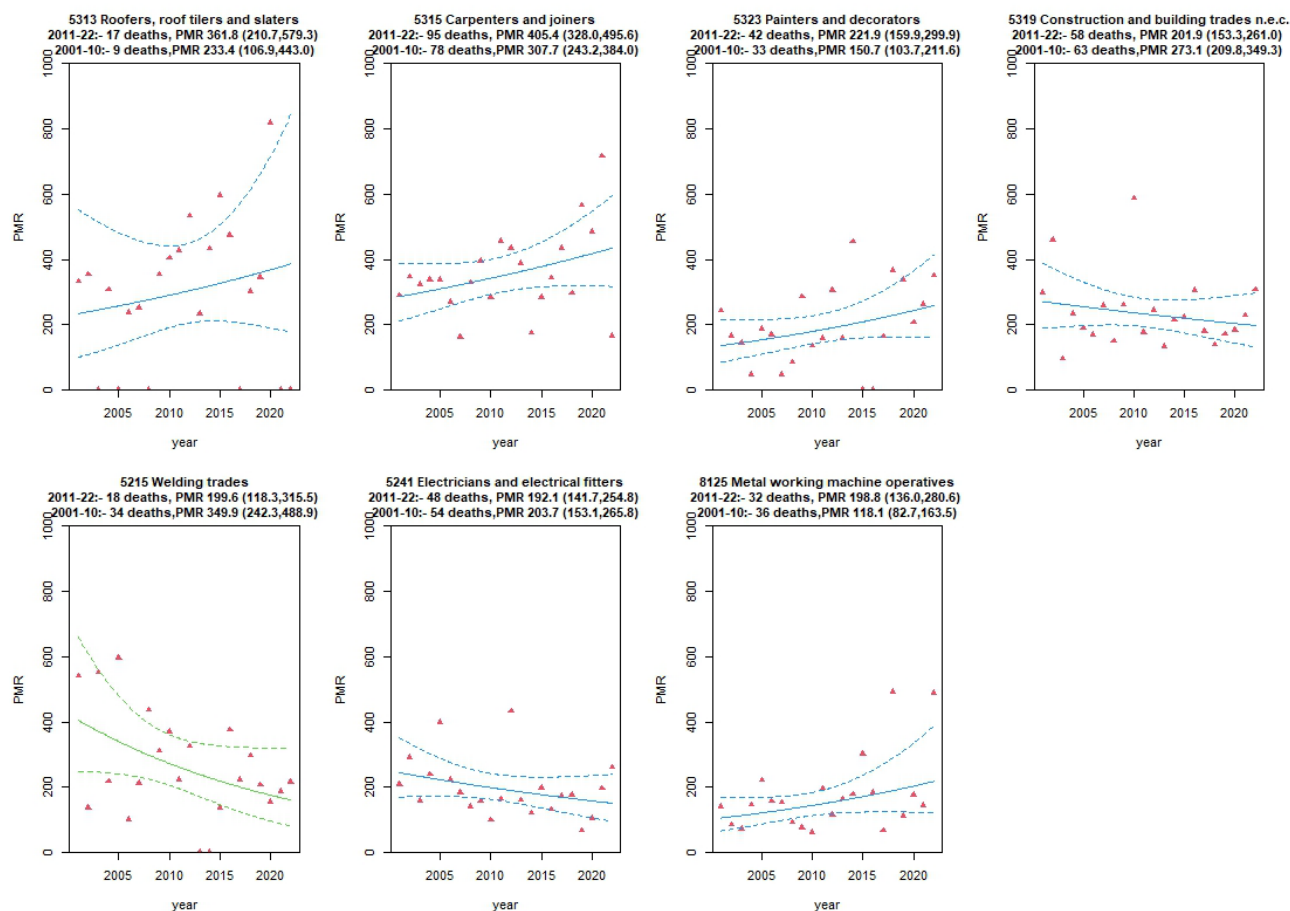 5313 Roofers, roof tilers and slaters
2011-22:- 17 deaths, PMR 361.8 (210.7,579.3)
2001-10:- 9 deaths,PMR 233.4 (106.9,443.0)
1000
800
600
400
200
0
PMR
2005 2010 2015 2020
year
5315 Carpenters and joiners
2011-22:- 95 deaths, PMR 405.4 (328.0,495.6)
2001-10:- 78 deaths,PMR 307.7 (243.2,384.0)
1000
800
600
400
200
0
PMR
2005 2010 2015 2020
year
5323 Painters and decorators
2011-22:- 42 deaths, PMR 221.9 (159.9,299.9)
2001-10:- 33 deaths,PMR 150.7 (103.7,211.6)
1000
800
600
400
200
0
PMR
2005 2010 2015 2020
year
5319 Construction and building trades n.e.c.
2011-22:- 58 deaths, PMR 201.9 (153.3,261.0)
2001-10:- 63 deaths,PMR 273.1 (209.8,349.3)
1000
800
600
400
200
0
PMR
2005 2010 2015 2020
year
5215 Welding trades
2011-22:- 18 deaths, PMR 199.6 (118.3,315.5)
2001-10:- 34 deaths,PMR 349.9 (242.3,488.9)
1000
800
600
400
200
0
PMR
2005 2010 2015 2020
year
5241 Electricians and electrical fitters
2011-22:- 48 deaths, PMR 192.1 (141.7,254.8)
2001-10:- 54 deaths,PMR 203.7 (153.1,265.8)
1000
800
600
400
200
0
PMR
2005 2010 2015 2020
year
8125 Metal working machine operatives
2011-22:- 32 deaths, PMR 198.8 (136.0,280.6)
2001-10:- 36 deaths,PMR 118.1 (82.7,163.5)
1000
800
600
400
200
0
PMR
2005 2010 2015 2020
year